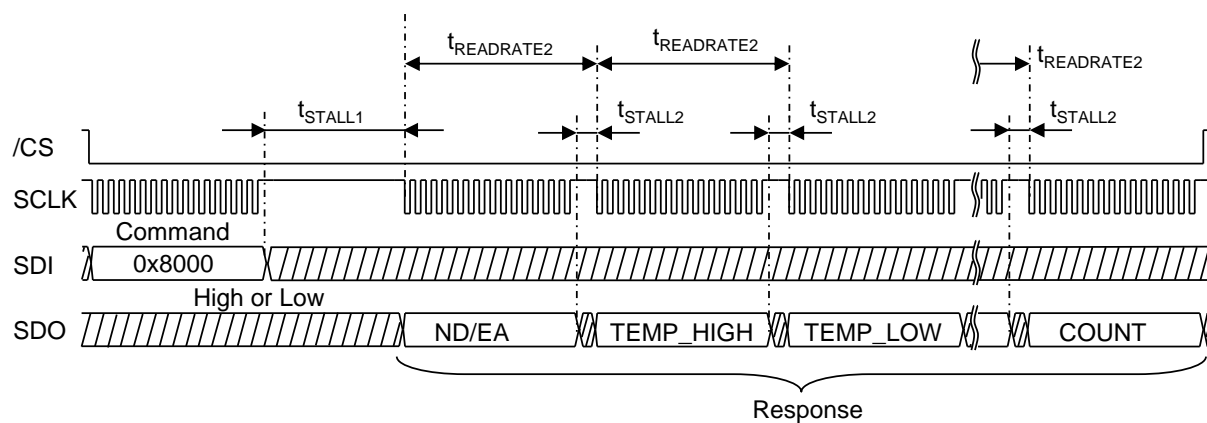 tREADRATE2 tREADRATE2
tREADRATE2
tSTALL1 tSTALL2 tSTALL2 tSTALL2
/CS
SCLK
Command
SDI 0x8000
High or Low
SDO ND/EA TEMP_HIGH TEMP_LOW COUNT
Response